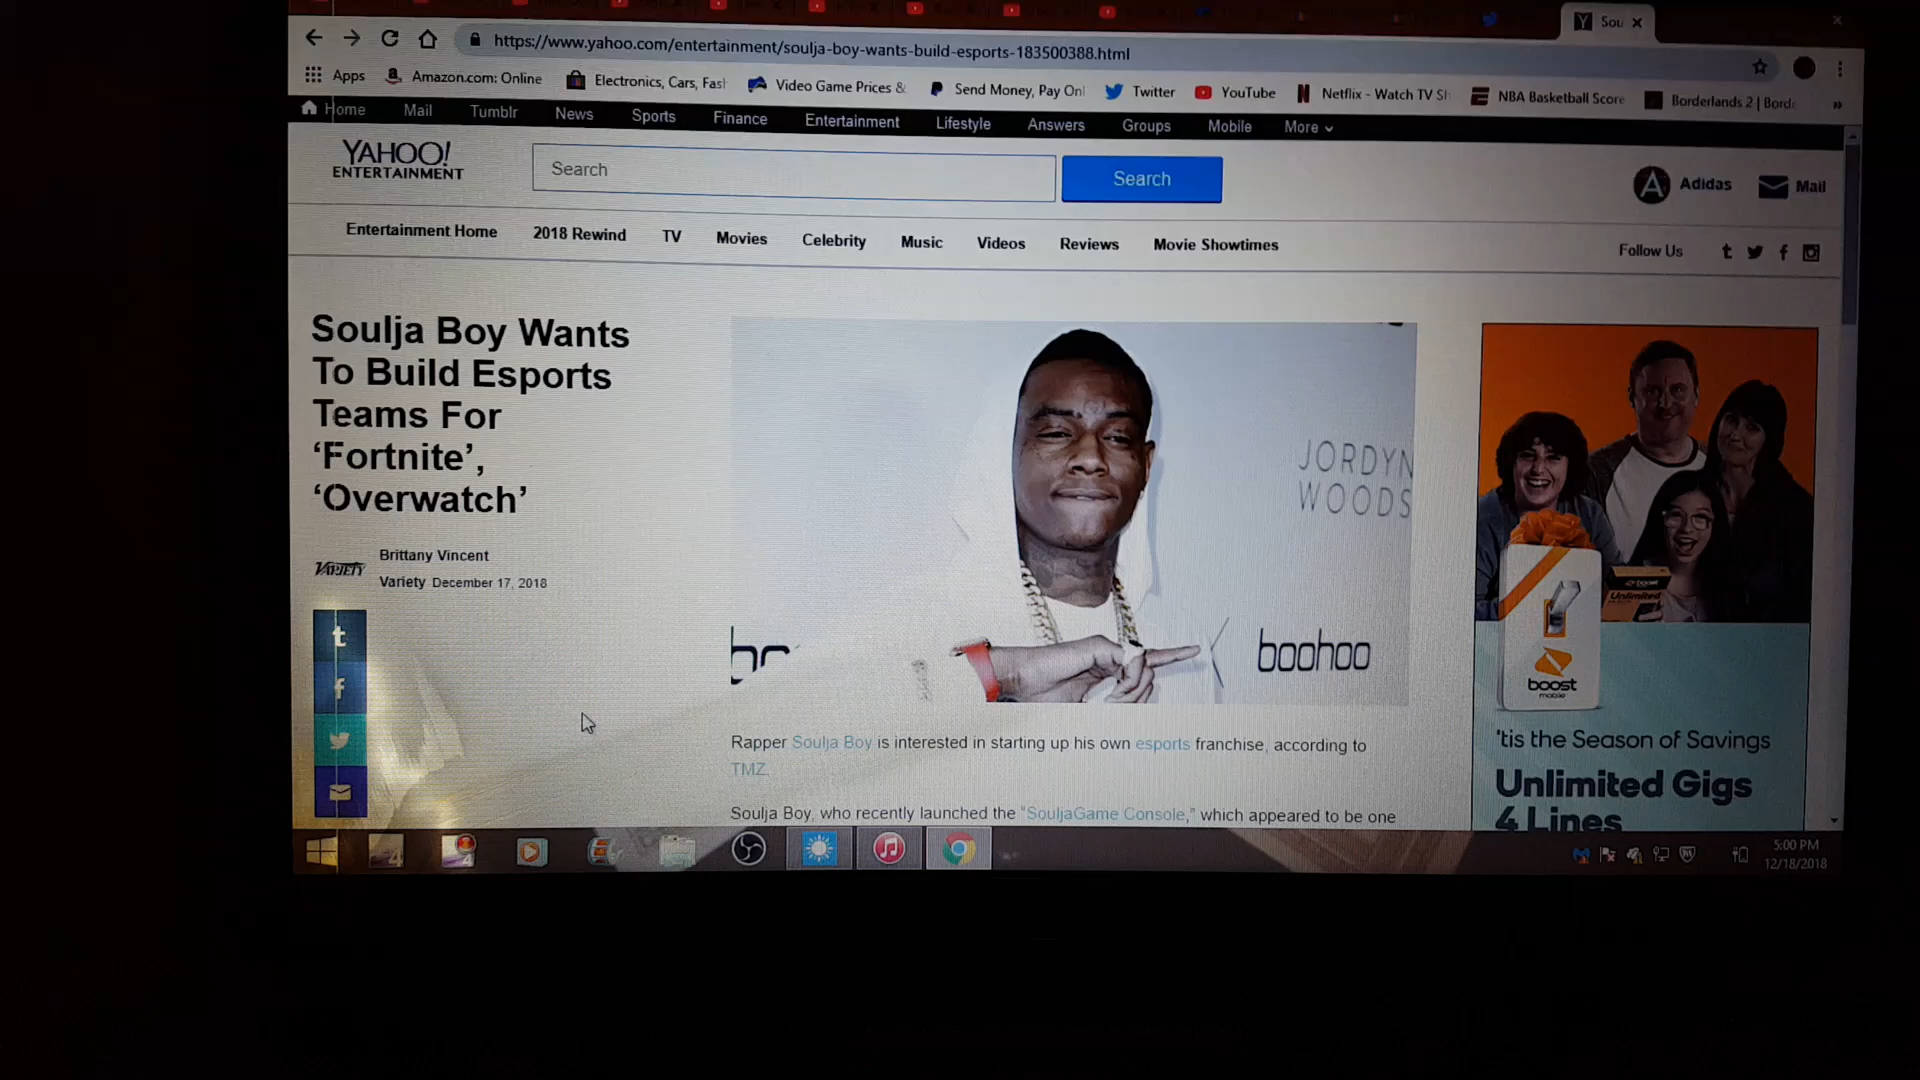 Sou
https://www.yahoo.com/entertainment/soulja-boy-wants-build-esports-183500388.html
Apps Amazon.com: Online Electronics, Cars, Fas Video Game Prices & Send Money, Pay Onl Twitter YouTube Netflix - Watch TV Sh NBA Basketball Score Borderlands 2 | Borde »
Home Mail Tumblr News Sports Finance Entertainment Lifestyle Answers Groups Mobile More
YAHOO!
ENTERTAINMENT
Search
Search
Adidas
Mail
Entertainment Home 2018 Rewind TV Movies Celebrity Music Videos Reviews Movie Showtimes
Follow Us
Soulja Boy Wants
To Build Esports
Teams For
‘Fortnite’,
‘Overwatch’
VARIETY
Brittany Vincent
Variety December 17, 2018
JORDYN
WOODS
boohoo
Rapper Soulja Boy is interested in starting up his own esports franchise, according to
TMZ.
Soulja Boy, who recently launched the "SouljaGame Console," which appeared to be one
Unlimited
boost
mobile
'tis the Season of Savings
Unlimited Gigs
4 Lines
5:00 PM
12/18/2018